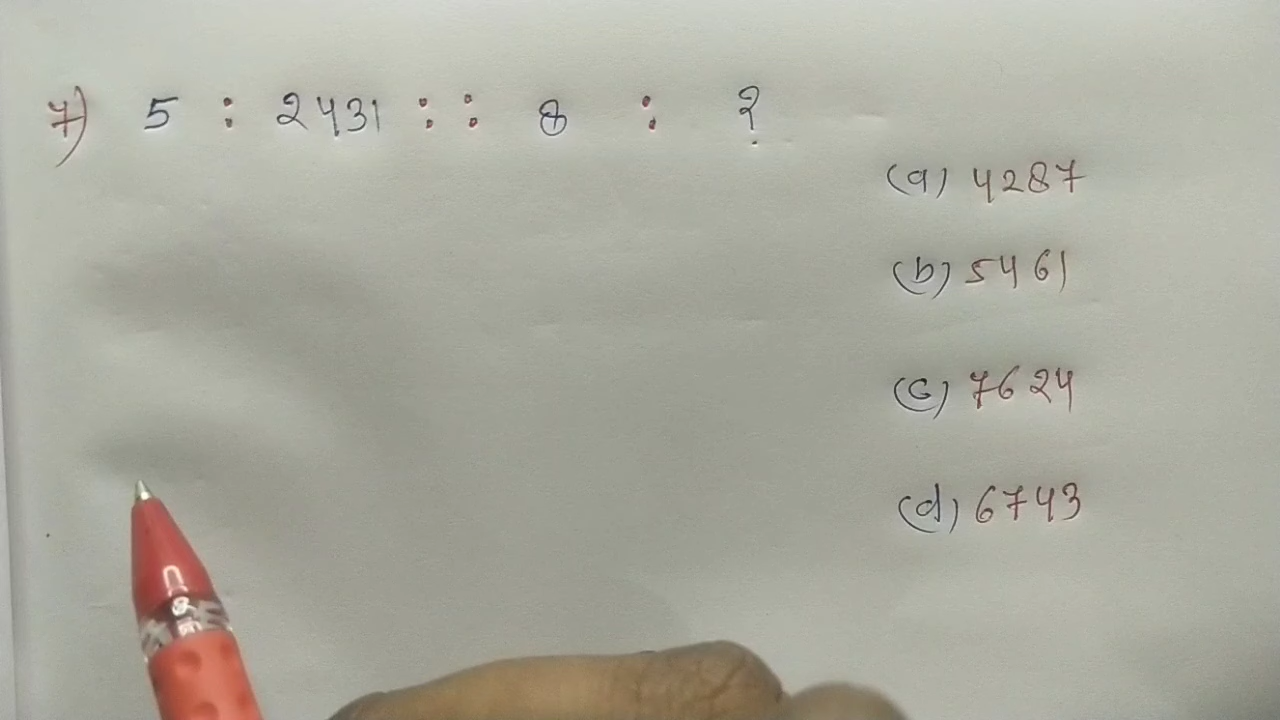 7) 5 : 2431 : : 8 : ?
(a) 4287
(b) 5461
(c) 7624
(d) 6743